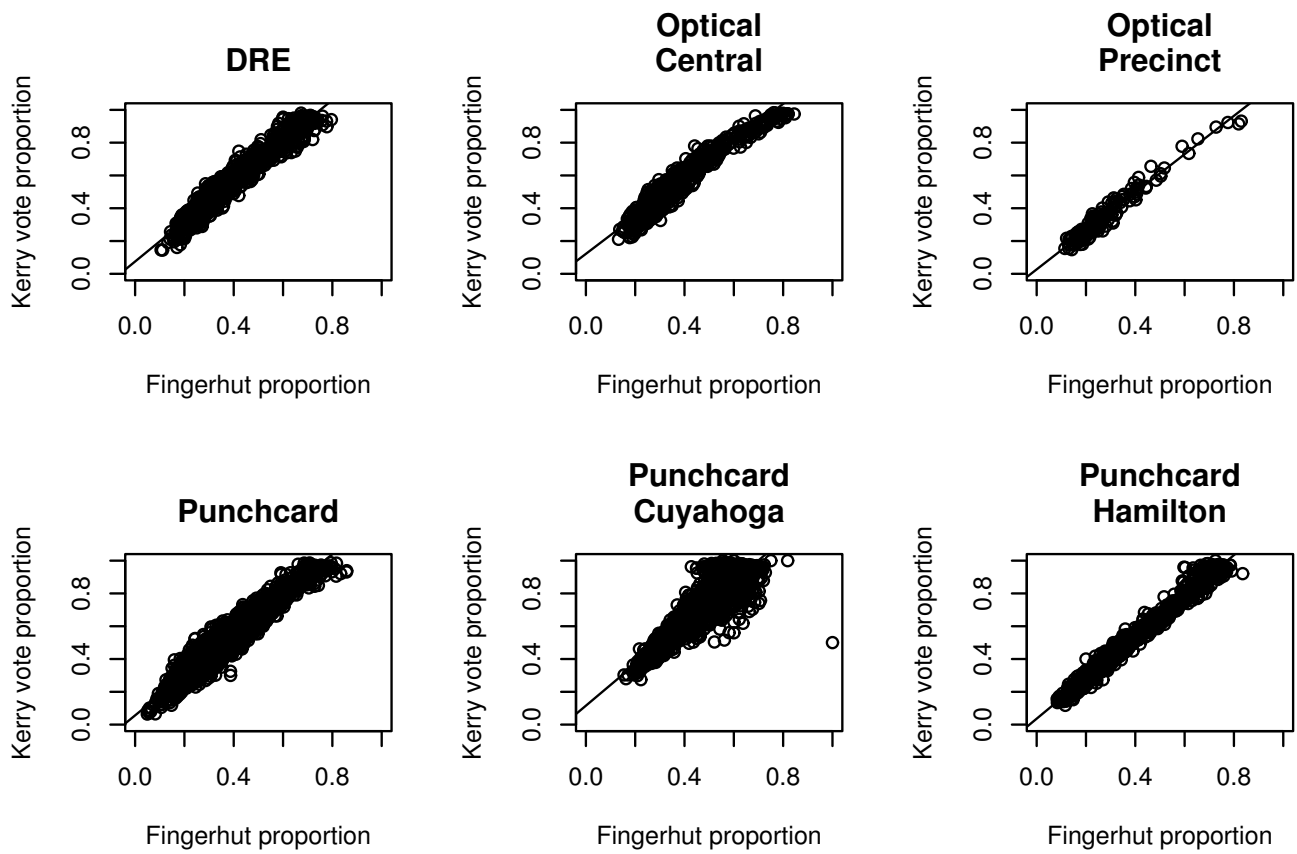 DRE
Kerry vote proportion
0.0 0.4 0.8
0.0 0.4 0.8
Fingerhut proportion
Optical
Central
Kerry vote proportion
0.0 0.4 0.8
0.0 0.4 0.8
Fingerhut proportion
Optical
Precinct
Kerry vote proportion
0.0 0.4 0.8
0.0 0.4 0.8
Fingerhut proportion
Punchcard
Kerry vote proportion
0.0 0.4 0.8
0.0 0.4 0.8
Fingerhut proportion
Punchcard
Cuyahoga
Kerry vote proportion
0.0 0.4 0.8
0.0 0.4 0.8
Fingerhut proportion
Punchcard
Hamilton
Kerry vote proportion
0.0 0.4 0.8
0.0 0.4 0.8
Fingerhut proportion